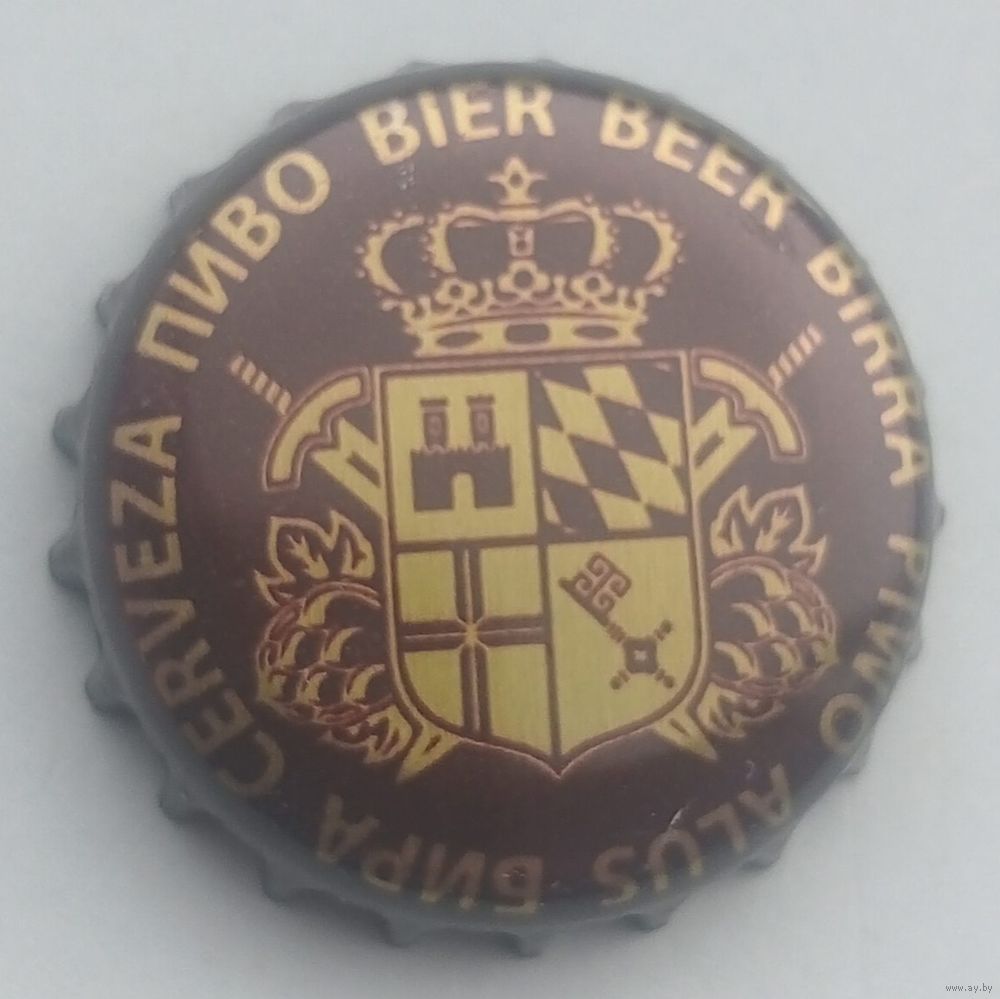 ПИВО BIER BEER BIRRA PIWO ALUS БИРА CERVEZA
www.ay.by